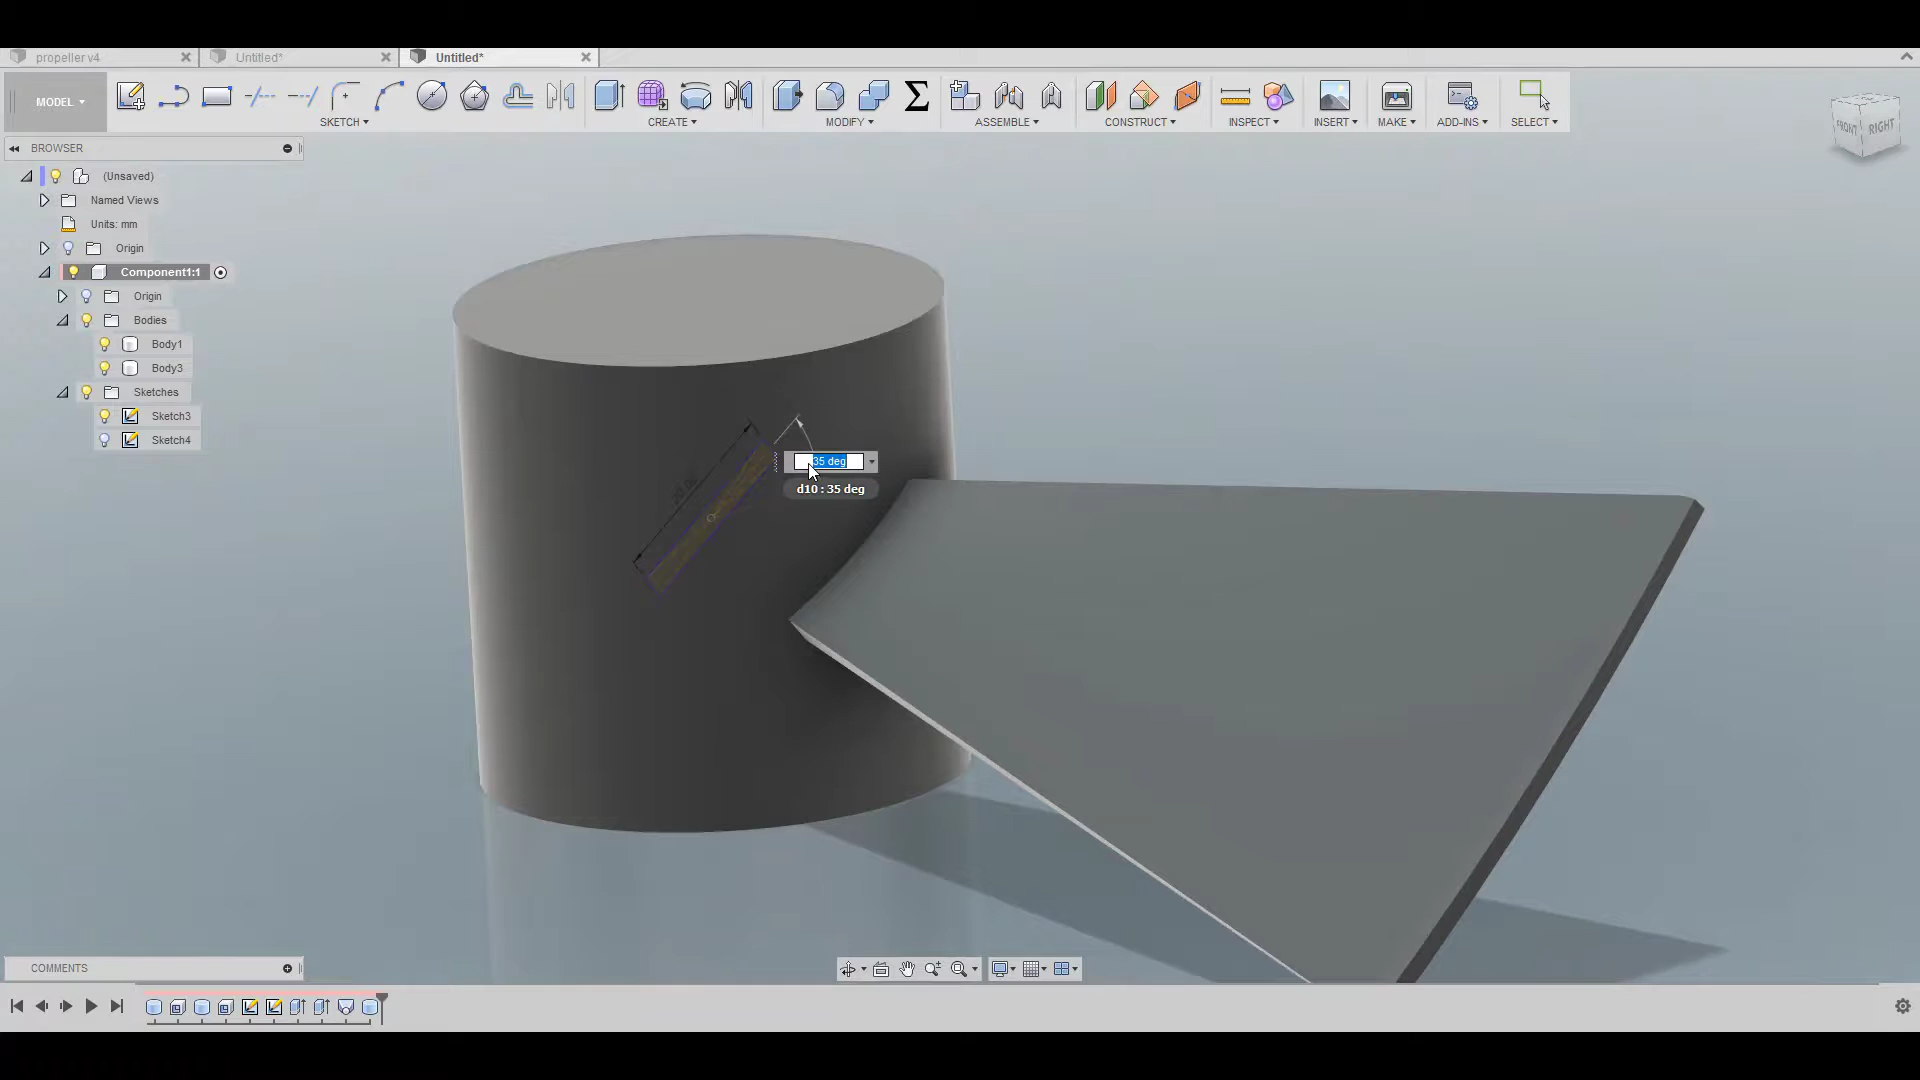 propeller v4
Untitled*
Untitled*
MODEL
SKETCH
CREATE
MODIFY
ASSEMBLE
CONSTRUCT
INSPECT
INSERT
MAKE
ADD-INS
SELECT
FRONT
RIGHT
BROWSER
(Unsaved)
Named Views
Units: mm
Origin
Component1:1
Origin
Bodies
Body1
Body3
Sketches
Sketch3
Sketch4
35 deg
d10 : 35 deg
COMMENTS